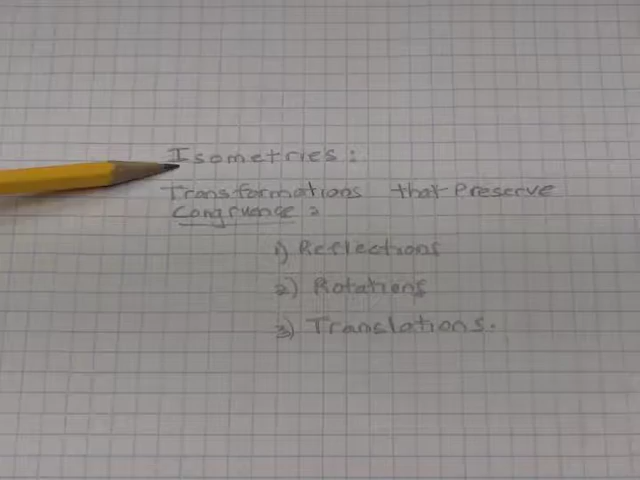 Isometries:
Transformations that Preserve
Congruence:
1) Reflections
2) Rotations
3) Translations.